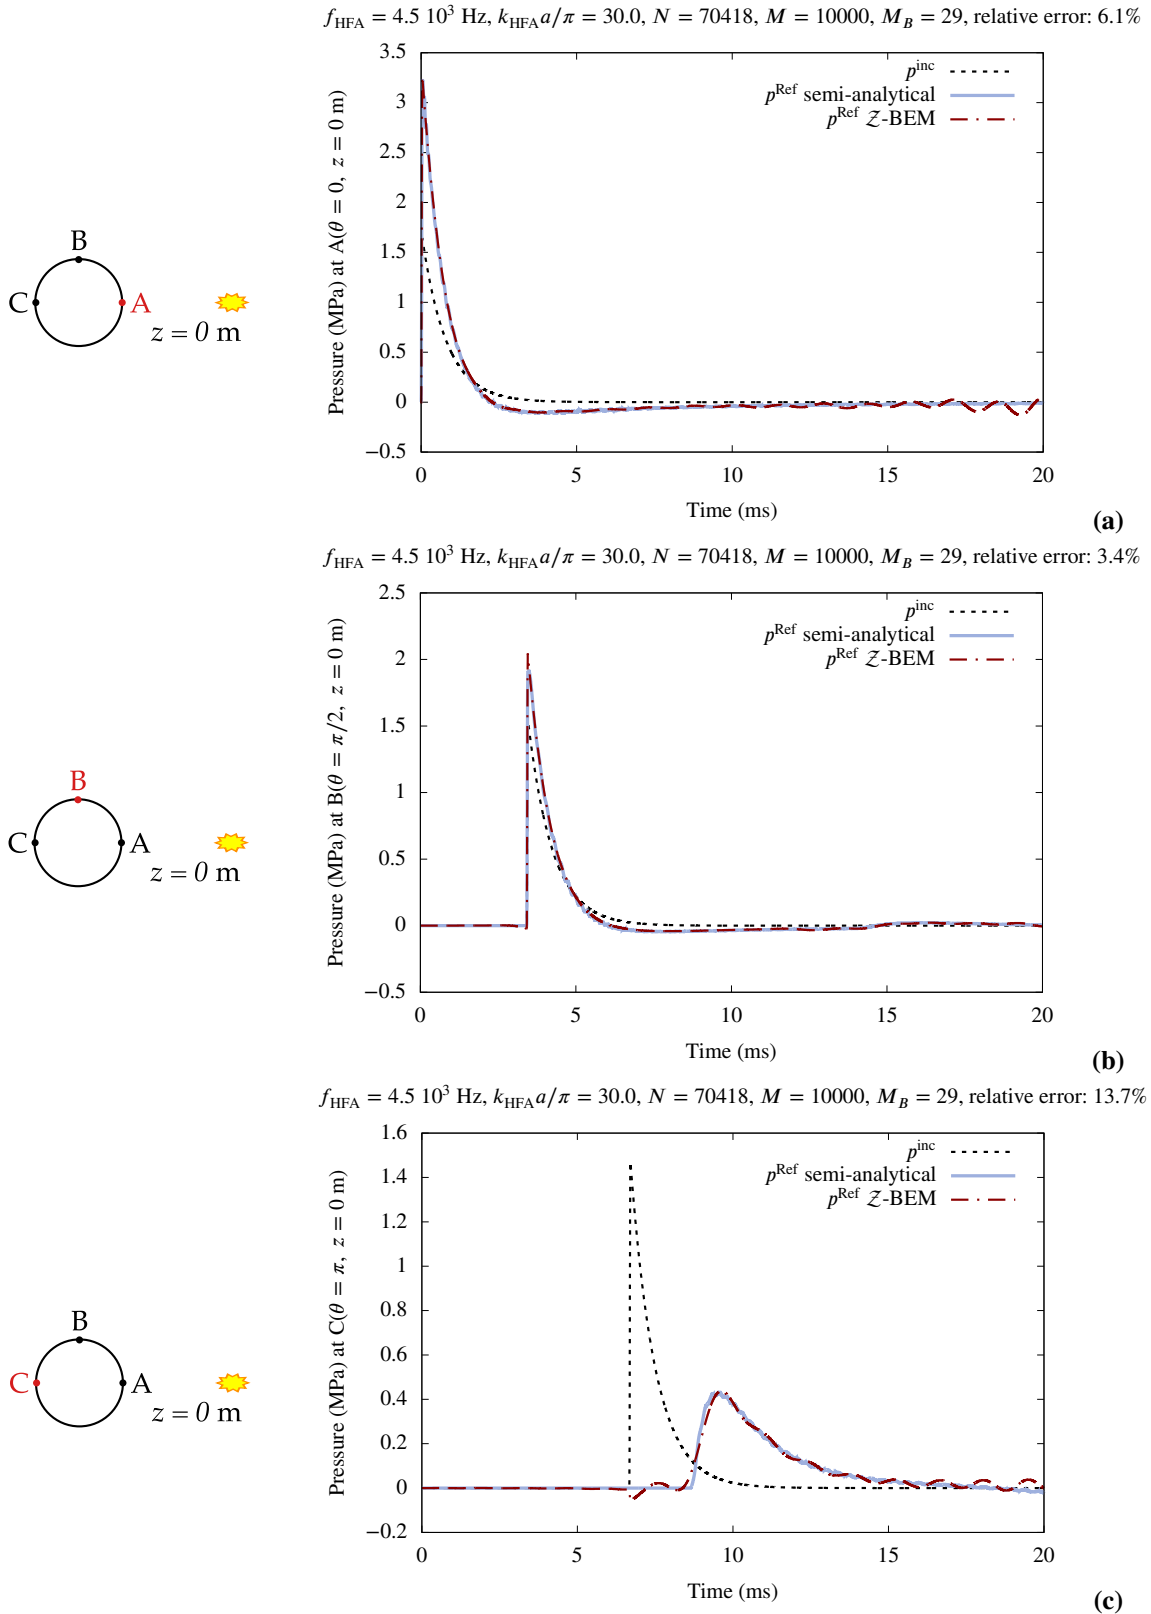 f_HFA = 4.5 10³ Hz, k_HFA a/π = 30.0, N = 70418, M = 10000, M_B = 29, relative error: 6.1%
p^inc
p^Ref semi-analytical
p^Ref Z-BEM
Pressure (MPa) at A(θ = 0, z = 0 m)
3.5
3
2.5
2
1.5
1
0.5
0
−0.5
0 5 10 15 20
Time (ms)
B
C
A
z = 0 m
(a)
f_HFA = 4.5 10³ Hz, k_HFA a/π = 30.0, N = 70418, M = 10000, M_B = 29, relative error: 3.4%
p^inc
p^Ref semi-analytical
p^Ref Z-BEM
Pressure (MPa) at B(θ = π/2, z = 0 m)
2.5
2
1.5
1
0.5
0
−0.5
0 5 10 15 20
Time (ms)
B
C
A
z = 0 m
(b)
f_HFA = 4.5 10³ Hz, k_HFA a/π = 30.0, N = 70418, M = 10000, M_B = 29, relative error: 13.7%
p^inc
p^Ref semi-analytical
p^Ref Z-BEM
Pressure (MPa) at C(θ = π, z = 0 m)
1.6
1.4
1.2
1
0.8
0.6
0.4
0.2
0
−0.2
0 5 10 15 20
Time (ms)
B
C
A
z = 0 m
(c)